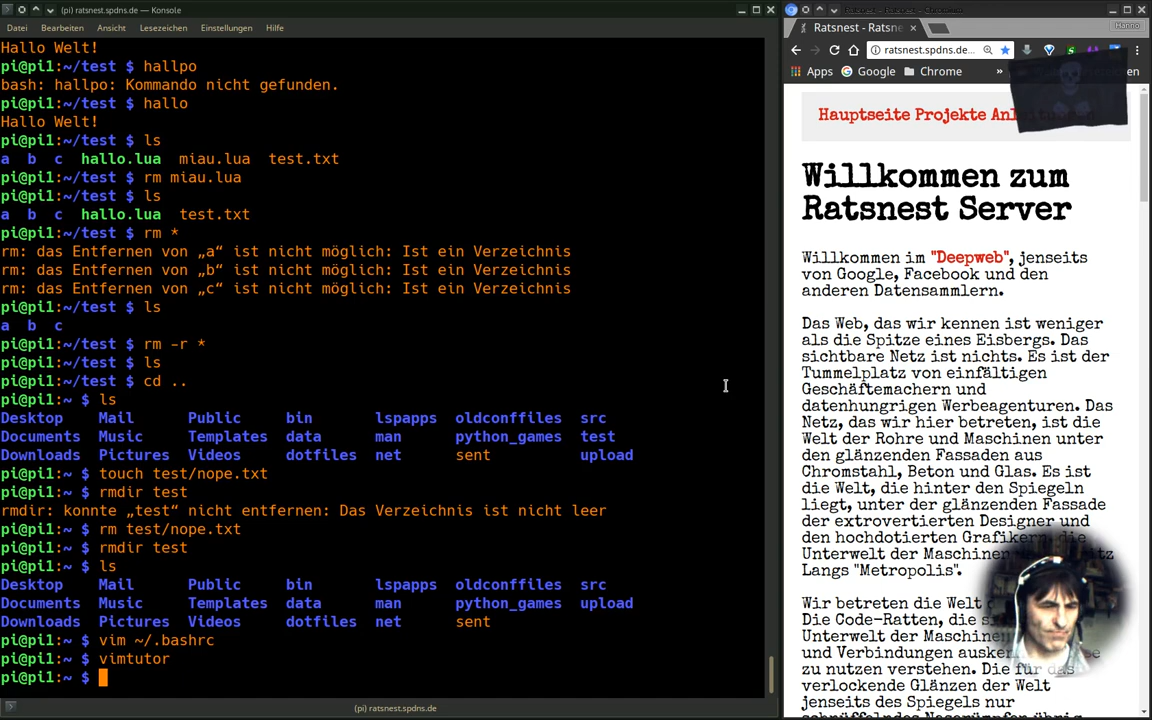 (pi) ratsnest.spdns.de — Konsole
Datei Bearbeiten Ansicht Lesezeichen Einstellungen Hilfe
Hallo Welt!
pi@pi1:~/test $ hallpo
bash: hallpo: Kommando nicht gefunden.
pi@pi1:~/test $ hallo
Hallo Welt!
pi@pi1:~/test $ ls
a b c hallo.lua miau.lua test.txt
pi@pi1:~/test $ rm miau.lua
pi@pi1:~/test $ ls
a b c hallo.lua test.txt
pi@pi1:~/test $ rm *
rm: das Entfernen von „a“ ist nicht möglich: Ist ein Verzeichnis
rm: das Entfernen von „b“ ist nicht möglich: Ist ein Verzeichnis
rm: das Entfernen von „c“ ist nicht möglich: Ist ein Verzeichnis
pi@pi1:~/test $ ls
a b c
pi@pi1:~/test $ rm -r *
pi@pi1:~/test $ ls
pi@pi1:~/test $ cd ..
pi@pi1:~ $ ls
Desktop Mail Public bin lspapps oldconffiles src
Documents Music Templates data man python_games test
Downloads Pictures Videos dotfiles net sent upload
pi@pi1:~ $ touch test/nope.txt
pi@pi1:~ $ rmdir test
rmdir: konnte „test“ nicht entfernen: Das Verzeichnis ist nicht leer
pi@pi1:~ $ rm test/nope.txt
pi@pi1:~ $ rmdir test
pi@pi1:~ $ ls
Desktop Mail Public bin lspapps oldconffiles src
Documents Music Templates data man python_games upload
Downloads Pictures Videos dotfiles net sent
pi@pi1:~ $ vim ~/.bashrc
pi@pi1:~ $ vimtutor
pi@pi1:~ $
(pi) ratsnest.spdns.de
Ratsnest - Ratsne
Hanno
ratsnest.spdns.de...
Apps Google Chrome »
Hauptseite Projekte
Willkommen zum
Ratsnest Server
Willkommen im "Deepweb", jenseits
von Google, Facebook und den
anderen Datensammlern.
Das Web, das wir kennen ist weniger
als die Spitze eines Eisbergs. Das
sichtbare Netz ist nichts. Es ist der
Tummelplatz von einfältigen
Geschäftemachern und
datenhungrigen Werbeagenturen. Das
Netz, das wir hier betreten, ist die
Welt der Rohre und Maschinen unter
den glänzenden Fassaden aus
Chromstahl, Beton und Glas. Es ist
die Welt, die hinter den Spiegeln
liegt, unter der glänzenden Fassade
der extrovertierten Designer und
den hochdotierten Grafikern, die
Unterwelt der Maschinen
Langs "Metropolis".
Wir betreten die Welt
Die Code-Ratten, die
Unterwelt der Maschinen
und Verbindungen
zu nutzen verstehen. Die für das
verlockende Glänzen der Welt
jenseits des Spiegels nur